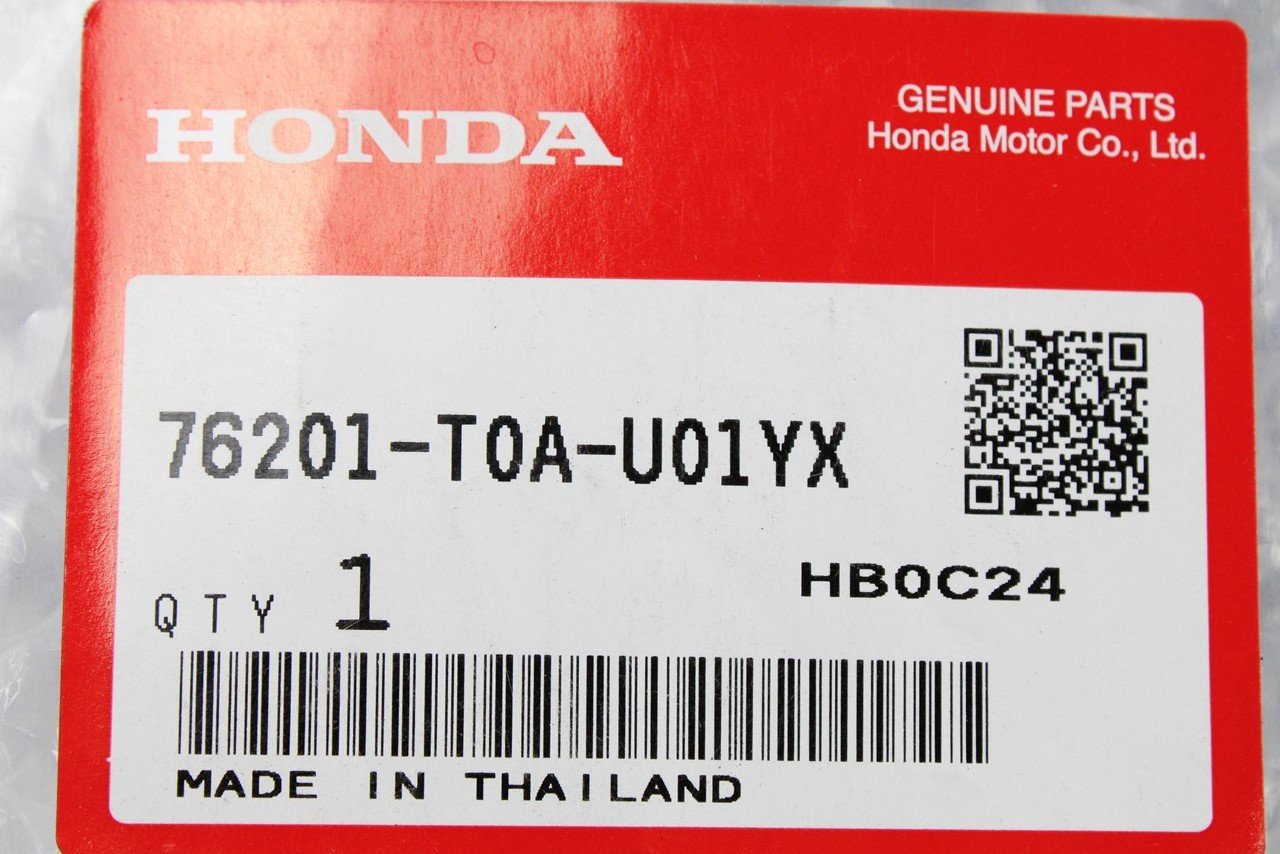 HONDA
GENUINE PARTS
Honda Motor Co., Ltd.
76201-T0A-U01YX
HB0C24
QTY 1
MADE IN THAILAND